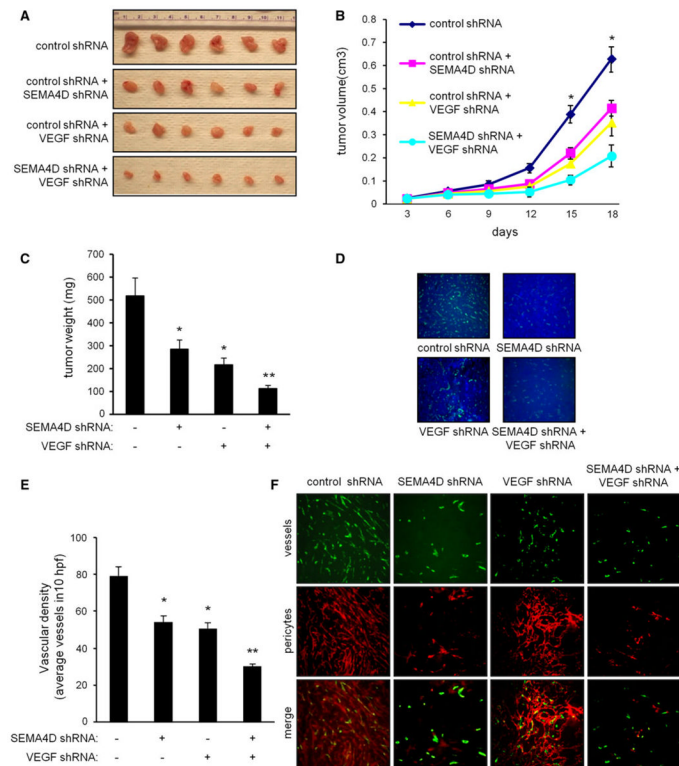 A
control shRNA
control shRNA +
SEMA4D shRNA
control shRNA +
VEGF shRNA
SEMA4D shRNA +
VEGF shRNA
B
tumor volume(cm3)
0.8
0.7
0.6
0.5
0.4
0.3
0.2
0.1
0
3 6 9 12 15 18
days
* *
control shRNA
control shRNA +
SEMA4D shRNA
control shRNA +
VEGF shRNA
SEMA4D shRNA +
VEGF shRNA
C
tumor weight (mg)
700
600
500
400
300
200
100
0
* * **
SEMA4D shRNA: - + - +
VEGF shRNA: - - + +
D
control shRNA SEMA4D shRNA
VEGF shRNA SEMA4D shRNA +
VEGF shRNA
E
Vascular density
(average vessels in10 hpf)
100
80
60
40
20
0
* * **
SEMA4D shRNA: - + - +
VEGF shRNA: - - + +
F
control shRNA SEMA4D shRNA VEGF shRNA SEMA4D shRNA +
VEGF shRNA
vessels
pericytes
merge